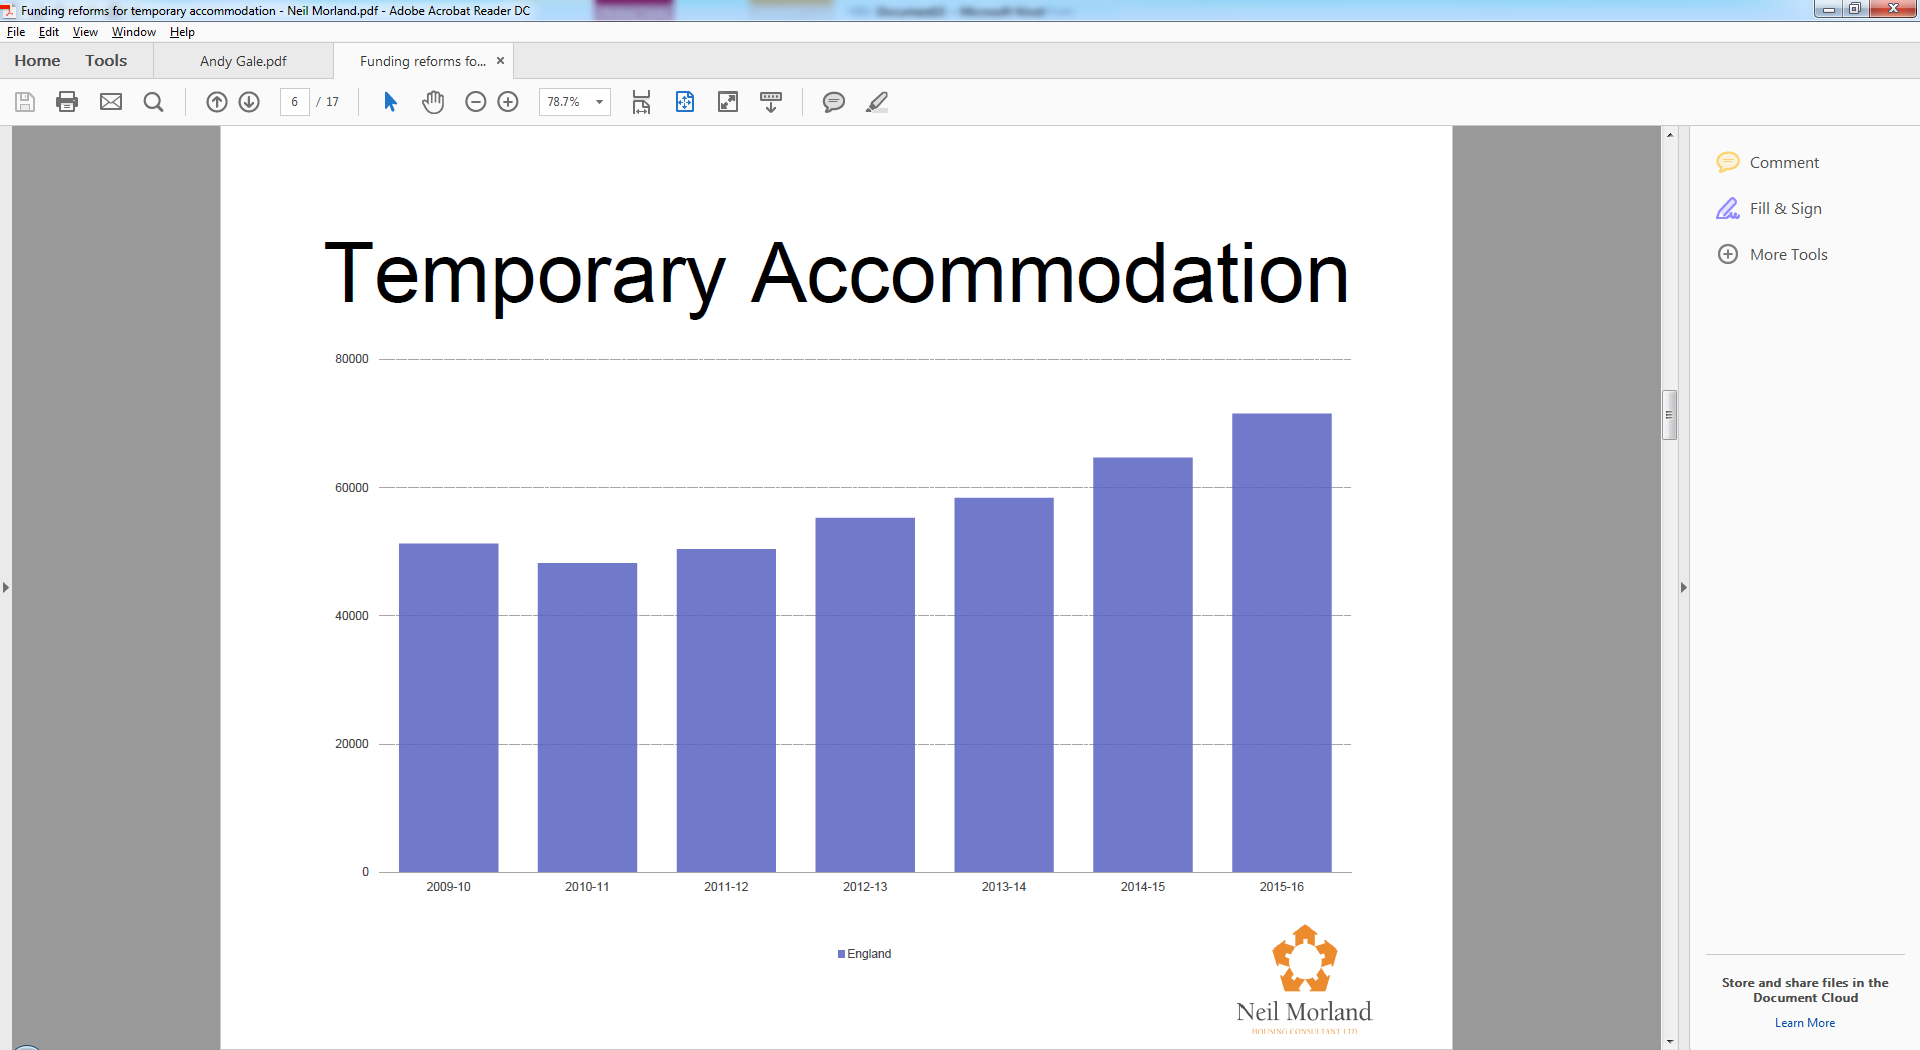 Funding reforms for temporary accommodation - Neil Morland.pdf - Adobe Acrobat Reader DC
File Edit View Window Help
Home Tools Andy Gale.pdf Funding reforms fo... ×
6 / 17 78.7%
Comment
Fill & Sign
More Tools
Temporary Accommodation
80000
60000
40000
20000
0
2009-10 2010-11 2011-12 2012-13 2013-14 2014-15 2015-16
England
Neil Morland
HOUSING CONSULTANT LTD
Store and share files in the
Document Cloud
Learn More